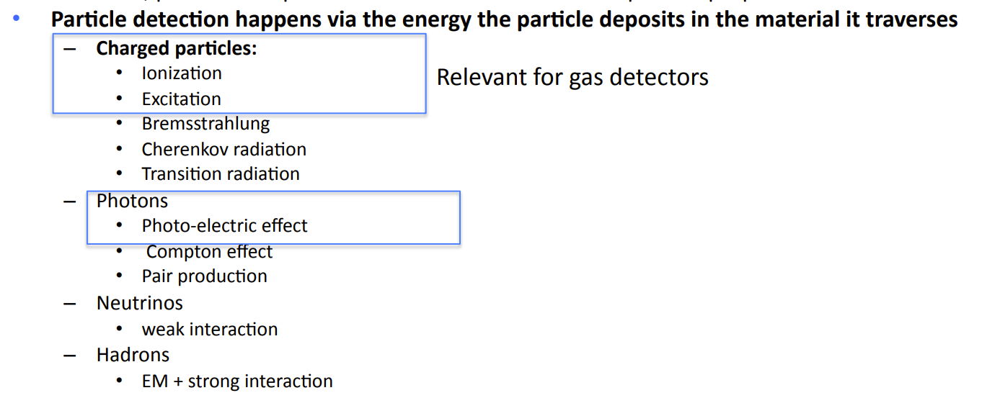 • Particle detection happens via the energy the particle deposits in the material it traverses
– Charged particles:
• Ionization
Relevant for gas detectors
• Excitation
• Bremsstrahlung
• Cherenkov radiation
• Transition radiation
– Photons
• Photo-electric effect
• Compton effect
• Pair production
– Neutrinos
• weak interaction
– Hadrons
• EM + strong interaction